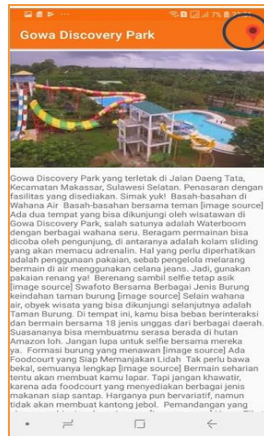 Gowa Discovery Park
Gowa Discovery Park yang terletak di Jalan Daeng Tata,
Kecamatan Makassar, Sulawesi Selatan. Penasaran dengan
fasilitas yang disediakan. Simak yuk!  Basah-basahan di
Wahana Air  Basah-basahan bersama teman [image source]
Ada dua tempat yang bisa dikunjungi oleh wisatawan di
Gowa Discovery Park, salah satunya adalah Waterboom
dengan berbagai wahana seru. Beragam permainan bisa
dicoba oleh pengunjung, di antaranya adalah kolam sliding
yang akan memacu adrenalin. Hal yang perlu diperhatikan
adalah penggunaan pakaian, sebab pengelola melarang
bermain di air menggunakan celana jeans. Jadi, gunakan
pakaian renang ya! Berenang sambil selfie tetap asik
[image source] Swafoto Bersama Berbagai Jenis Burung
keindahan taman burung [image source] Selain wahana
air, obyek wisata yang bisa dikunjungi selanjutnya adalah
Taman Burung. Di tempat ini, kamu bisa bebas berinteraksi
dan bermain bersama 18 jenis unggas dari berbagai daerah.
Suasananya bisa membuatmu serasa berada di hutan
Amazon loh. Jangan lupa untuk selfie bersama mereka
ya.  Formasi burung yang menawan [image source] Ada
Foodcourt yang Siap Memanjakan Lidah  Tak perlu bawa
bekal, semuanya lengkap [image source] Bermain seharian
tentu akan membuat kamu lapar. Tapi jangan khawatir,
karena ada foodcourt yang menyediakan berbagai jenis
makanan siap santap. Harganya pun bervariatif, namun
tidak akan membuat kantong jebol.  Pemandangan yang